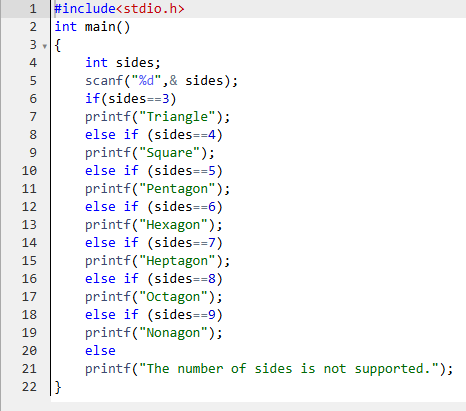 1 #include<stdio.h>
2 int main()
3 {
4 int sides;
5 scanf("%d",& sides);
6 if(sides==3)
7 printf("Triangle");
8 else if (sides==4)
9 printf("Square");
10 else if (sides==5)
11 printf("Pentagon");
12 else if (sides==6)
13 printf("Hexagon");
14 else if (sides==7)
15 printf("Heptagon");
16 else if (sides==8)
17 printf("Octagon");
18 else if (sides==9)
19 printf("Nonagon");
20 else
21 printf("The number of sides is not supported.");
22 }